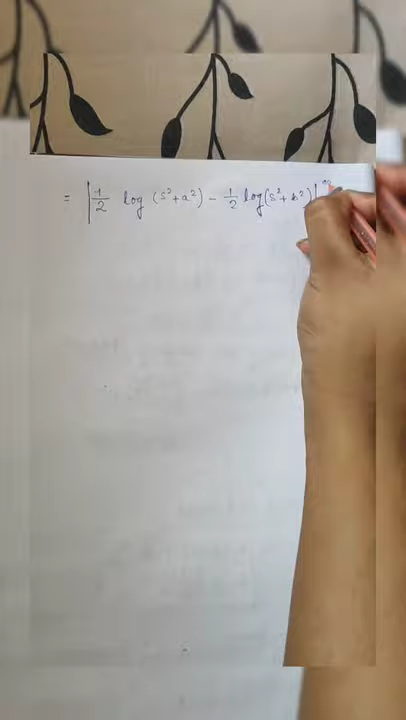 = | 1/2 log (s²+a²) - 1/2 log(s²+b²) |^∞